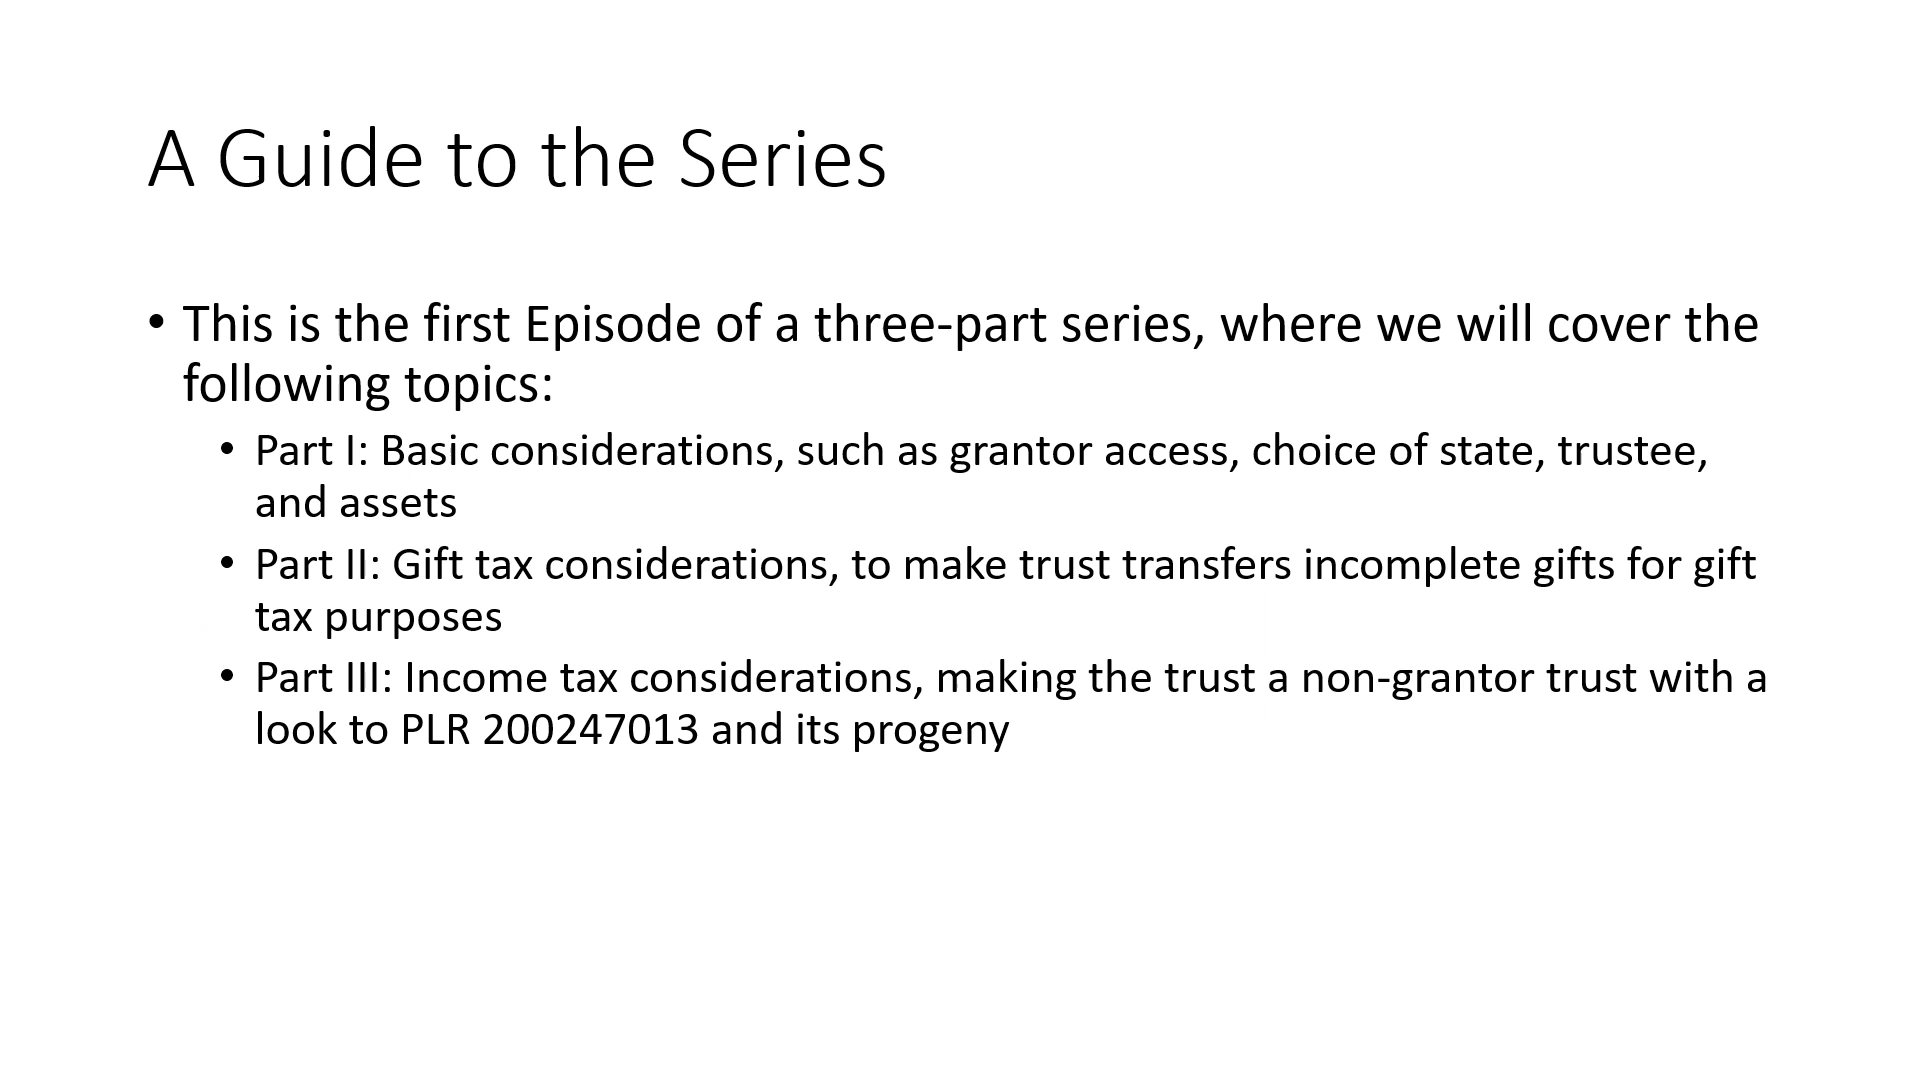 A Guide to the Series
• This is the first Episode of a three-part series, where we will cover the
following topics:
• Part I: Basic considerations, such as grantor access, choice of state, trustee,
and assets
• Part II: Gift tax considerations, to make trust transfers incomplete gifts for gift
tax purposes
• Part III: Income tax considerations, making the trust a non-grantor trust with a
look to PLR 200247013 and its progeny